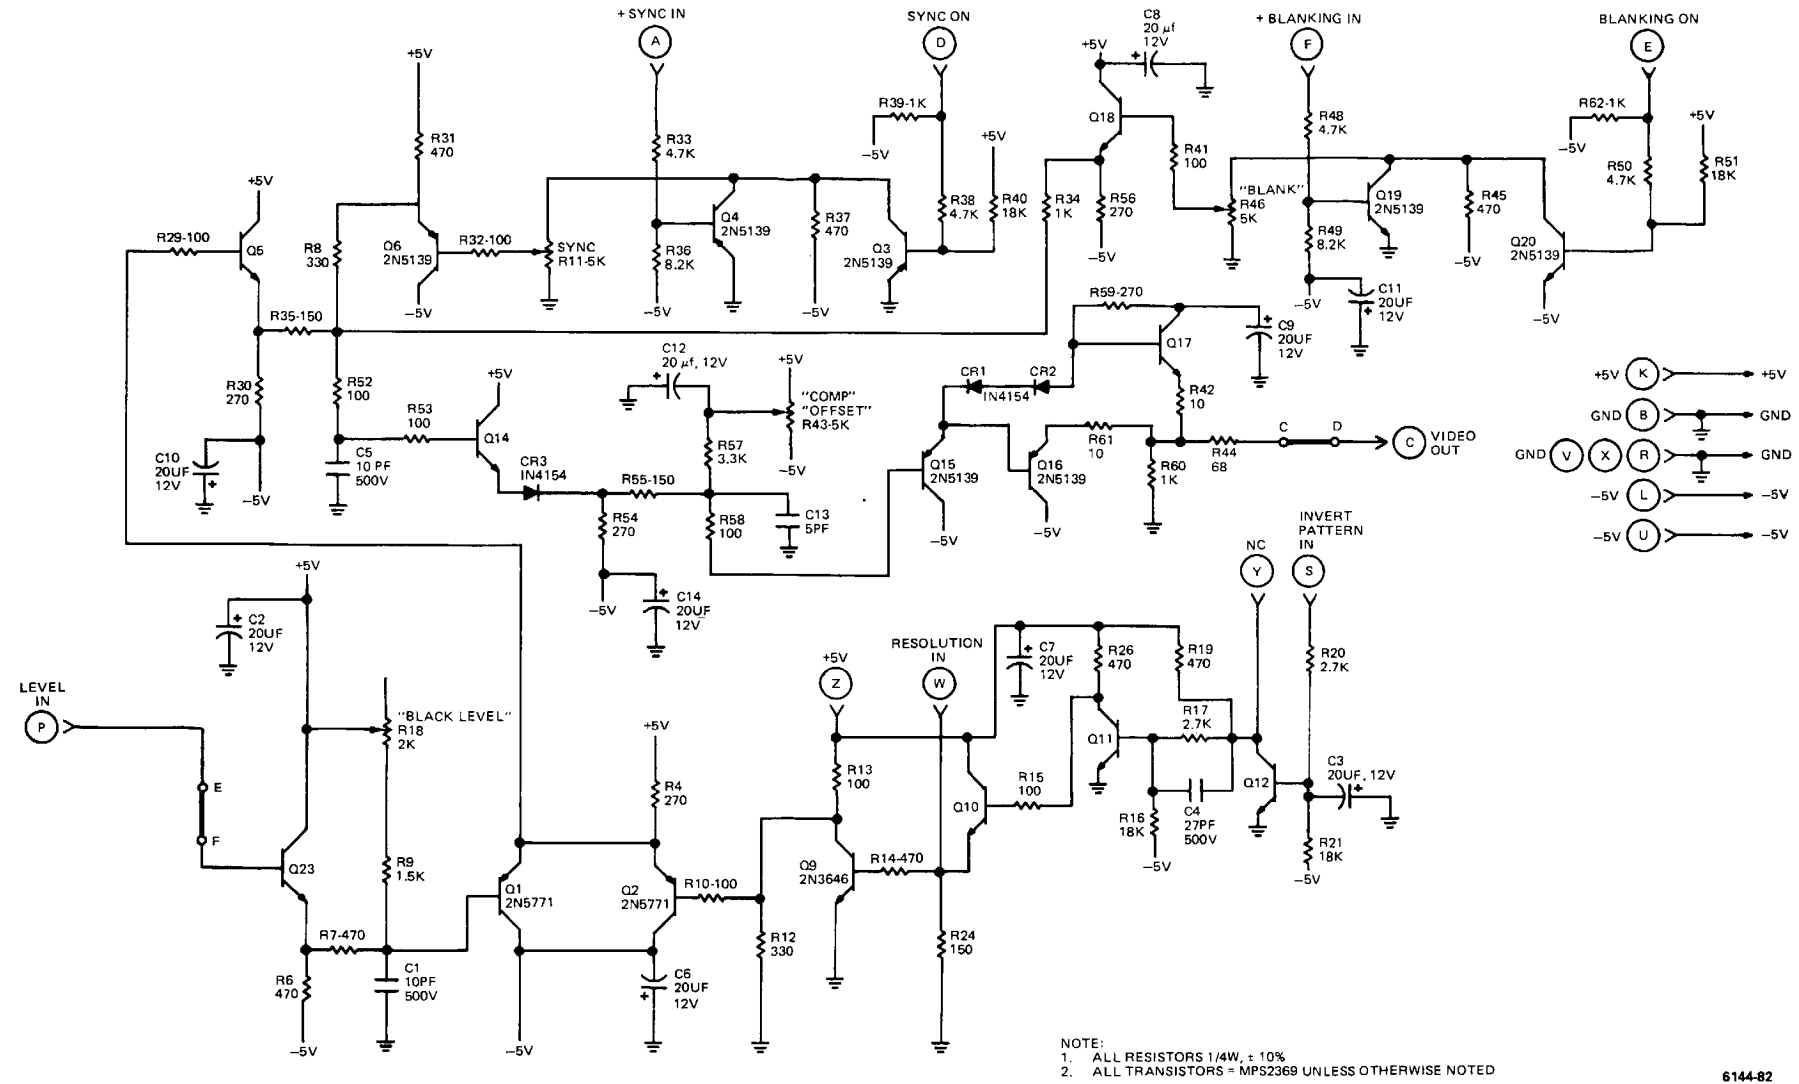 + SYNC IN
A
SYNC ON
D
C8
20 µf
12V
+5V
+ BLANKING IN
F
BLANKING ON
E
+5V
R31
470
R33
4.7K
R39-1K
-5V
+5V
Q18
R41
100
R48
4.7K
R62-1K
-5V
+5V
R50
4.7K
R51
18K
+5V
R29-100
Q5
R8
330
Q6
2N5139
R32-100
SYNC
R11-5K
R36
8.2K
Q4
2N5139
R37
470
R38
4.7K
R40
18K
Q3
2N5139
R34
1K
R56
270
"BLANK"
R46
5K
Q19
2N5139
R49
8.2K
R45
470
Q20
2N5139
-5V
-5V
-5V
-5V
-5V
-5V
-5V
-5V
C11
20UF
12V
R35-150
R59-270
Q17
C9
20UF
12V
R30
270
R52
100
C12
20 µf, 12V
+5V
+5V
"COMP"
"OFFSET"
R43-5K
-5V
CR1
CR2
IN4154
R42
10
R53
100
Q14
R57
3.3K
R61
10
C
D
C
VIDEO
OUT
C10
20UF
12V
-5V
C5
10 PF
500V
CR3
IN4154
R55-150
Q15
2N5139
Q16
2N5139
R60
1K
R44
68
R54
270
R58
100
C13
5PF
-5V
-5V
-5V
C14
20UF
12V
+5V
K
+5V
GND
B
GND
GND
V
X
R
GND
-5V
L
-5V
-5V
U
-5V
NC
Y
INVERT
PATTERN
IN
S
+5V
C2
20UF
12V
LEVEL
IN
P
"BLACK LEVEL"
R18
2K
+5V
R4
270
+5V
Z
RESOLUTION
IN
W
C7
20UF
12V
R26
470
R19
470
R20
2.7K
R17
2.7K
Q11
Q12
C3
20UF, 12V
E
F
R13
100
Q10
R15
100
R16
18K
C4
27PF
500V
-5V
R21
18K
-5V
Q23
R9
1.5K
Q1
2N5771
Q2
2N5771
R10-100
Q9
2N3646
R14-470
R7-470
R6
470
C1
10PF
500V
C6
20UF
12V
R12
330
R24
150
-5V
-5V
NOTE:
1. ALL RESISTORS 1/4W, ± 10%
2. ALL TRANSISTORS = MPS2369 UNLESS OTHERWISE NOTED
6144-82